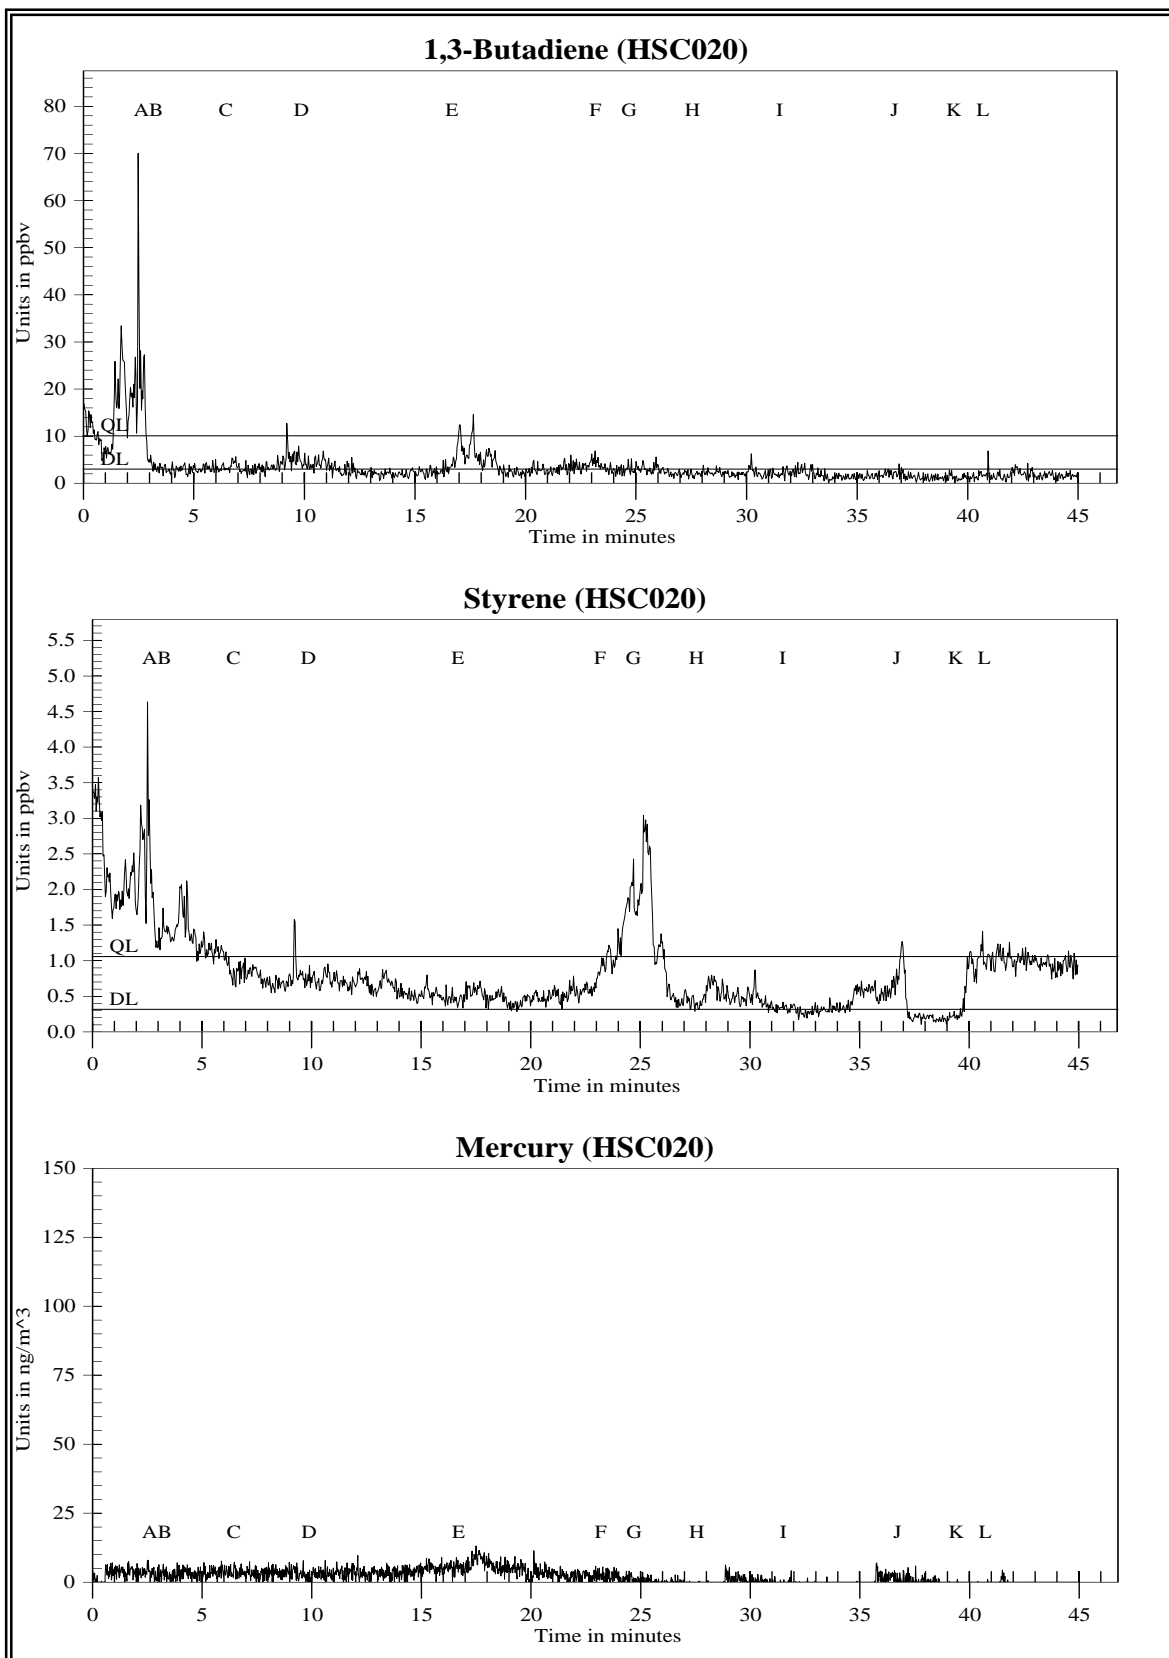 1,3-Butadiene (HSC020)
80
70
60
50
40
30
20
10
0
Units in ppbv
A B C D E F G H I J K L
QL
DL
0 5 10 15 20 25 30 35 40 45
Time in minutes
Styrene (HSC020)
5.5
5.0
4.5
4.0
3.5
3.0
2.5
2.0
1.5
1.0
0.5
0.0
Units in ppbv
A B C D E F G H I J K L
QL
DL
0 5 10 15 20 25 30 35 40 45
Time in minutes
Mercury (HSC020)
150
125
100
75
50
25
0
Units in ng/m^3
A B C D E F G H I J K L
0 5 10 15 20 25 30 35 40 45
Time in minutes